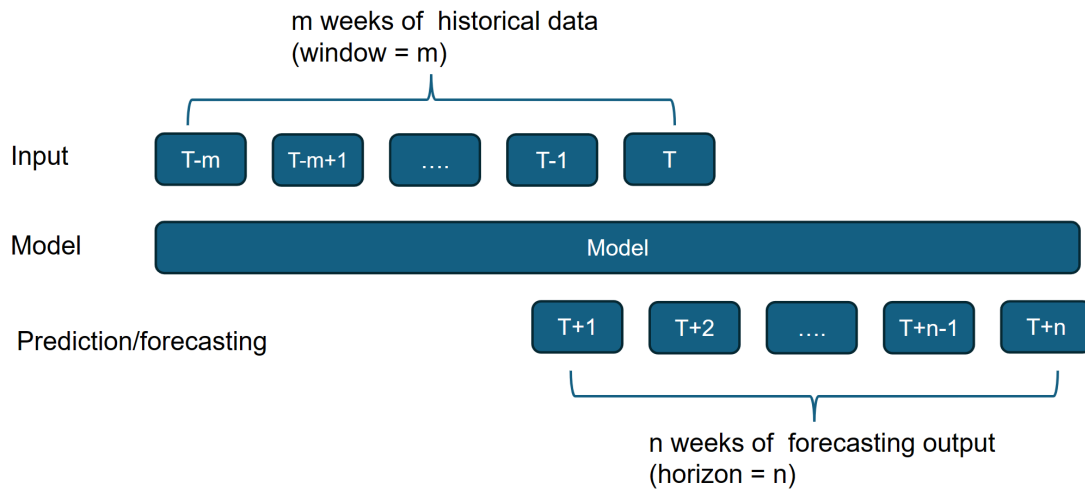 m weeks of  historical data
(window = m)
Input
T-m
T-m+1
....
T-1
T
Model
Model
Prediction/forecasting
T+1
T+2
....
T+n-1
T+n
n weeks of  forecasting output
(horizon = n)